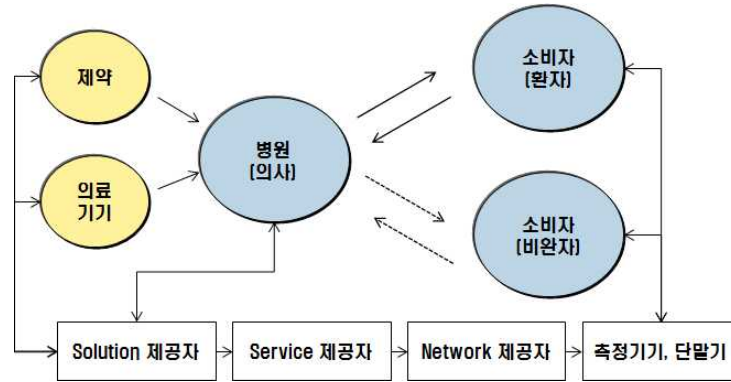 제약
의료
기기
병원
(의사)
소비자
(환자)
소비자
(비완자)
Solution 제공자
Service 제공자
Network 제공자
측정기기, 단말기